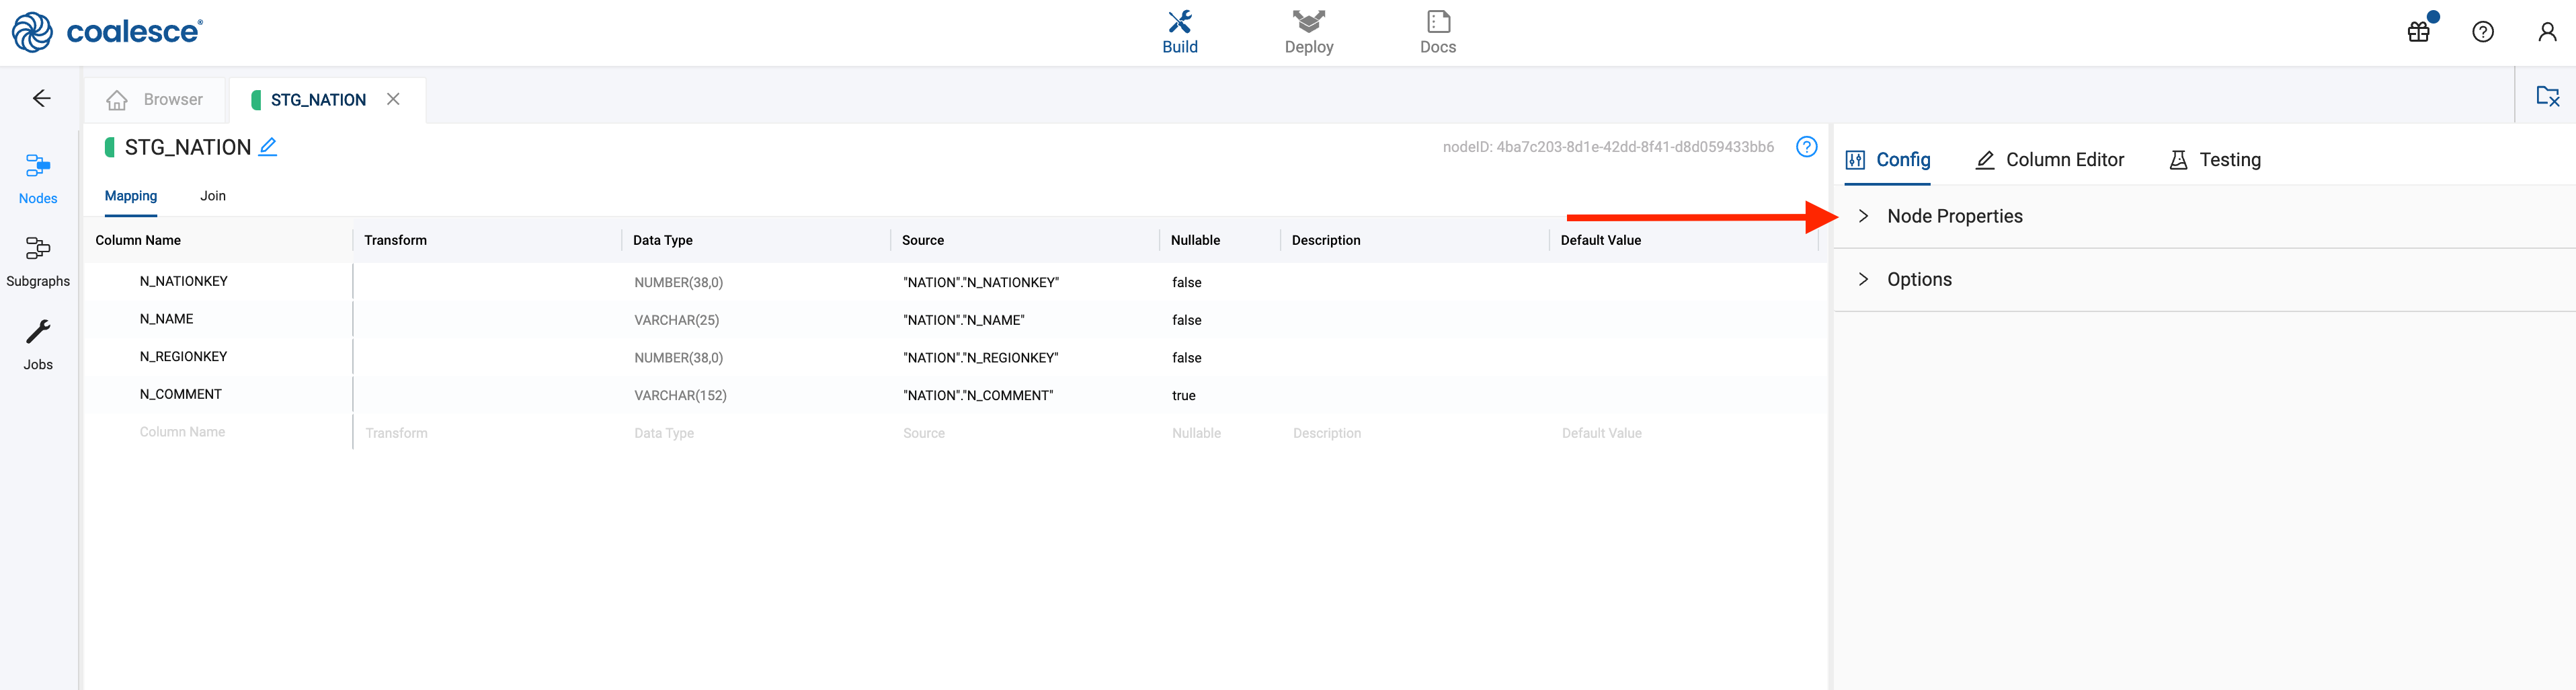 coalesce®
Build
Deploy
Docs
Browser
STG_NATION
Nodes
Subgraphs
Jobs
STG_NATION
nodeID: 4ba7c203-8d1e-42dd-8f41-d8d059433bb6
Mapping Join
Column Name Transform Data Type Source Nullable Description Default Value
N_NATIONKEY NUMBER(38,0) "NATION"."N_NATIONKEY" false
N_NAME VARCHAR(25) "NATION"."N_NAME" false
N_REGIONKEY NUMBER(38,0) "NATION"."N_REGIONKEY" false
N_COMMENT VARCHAR(152) "NATION"."N_COMMENT" true
Column Name Transform Data Type Source Nullable Description Default Value
Config Column Editor Testing
Node Properties
Options